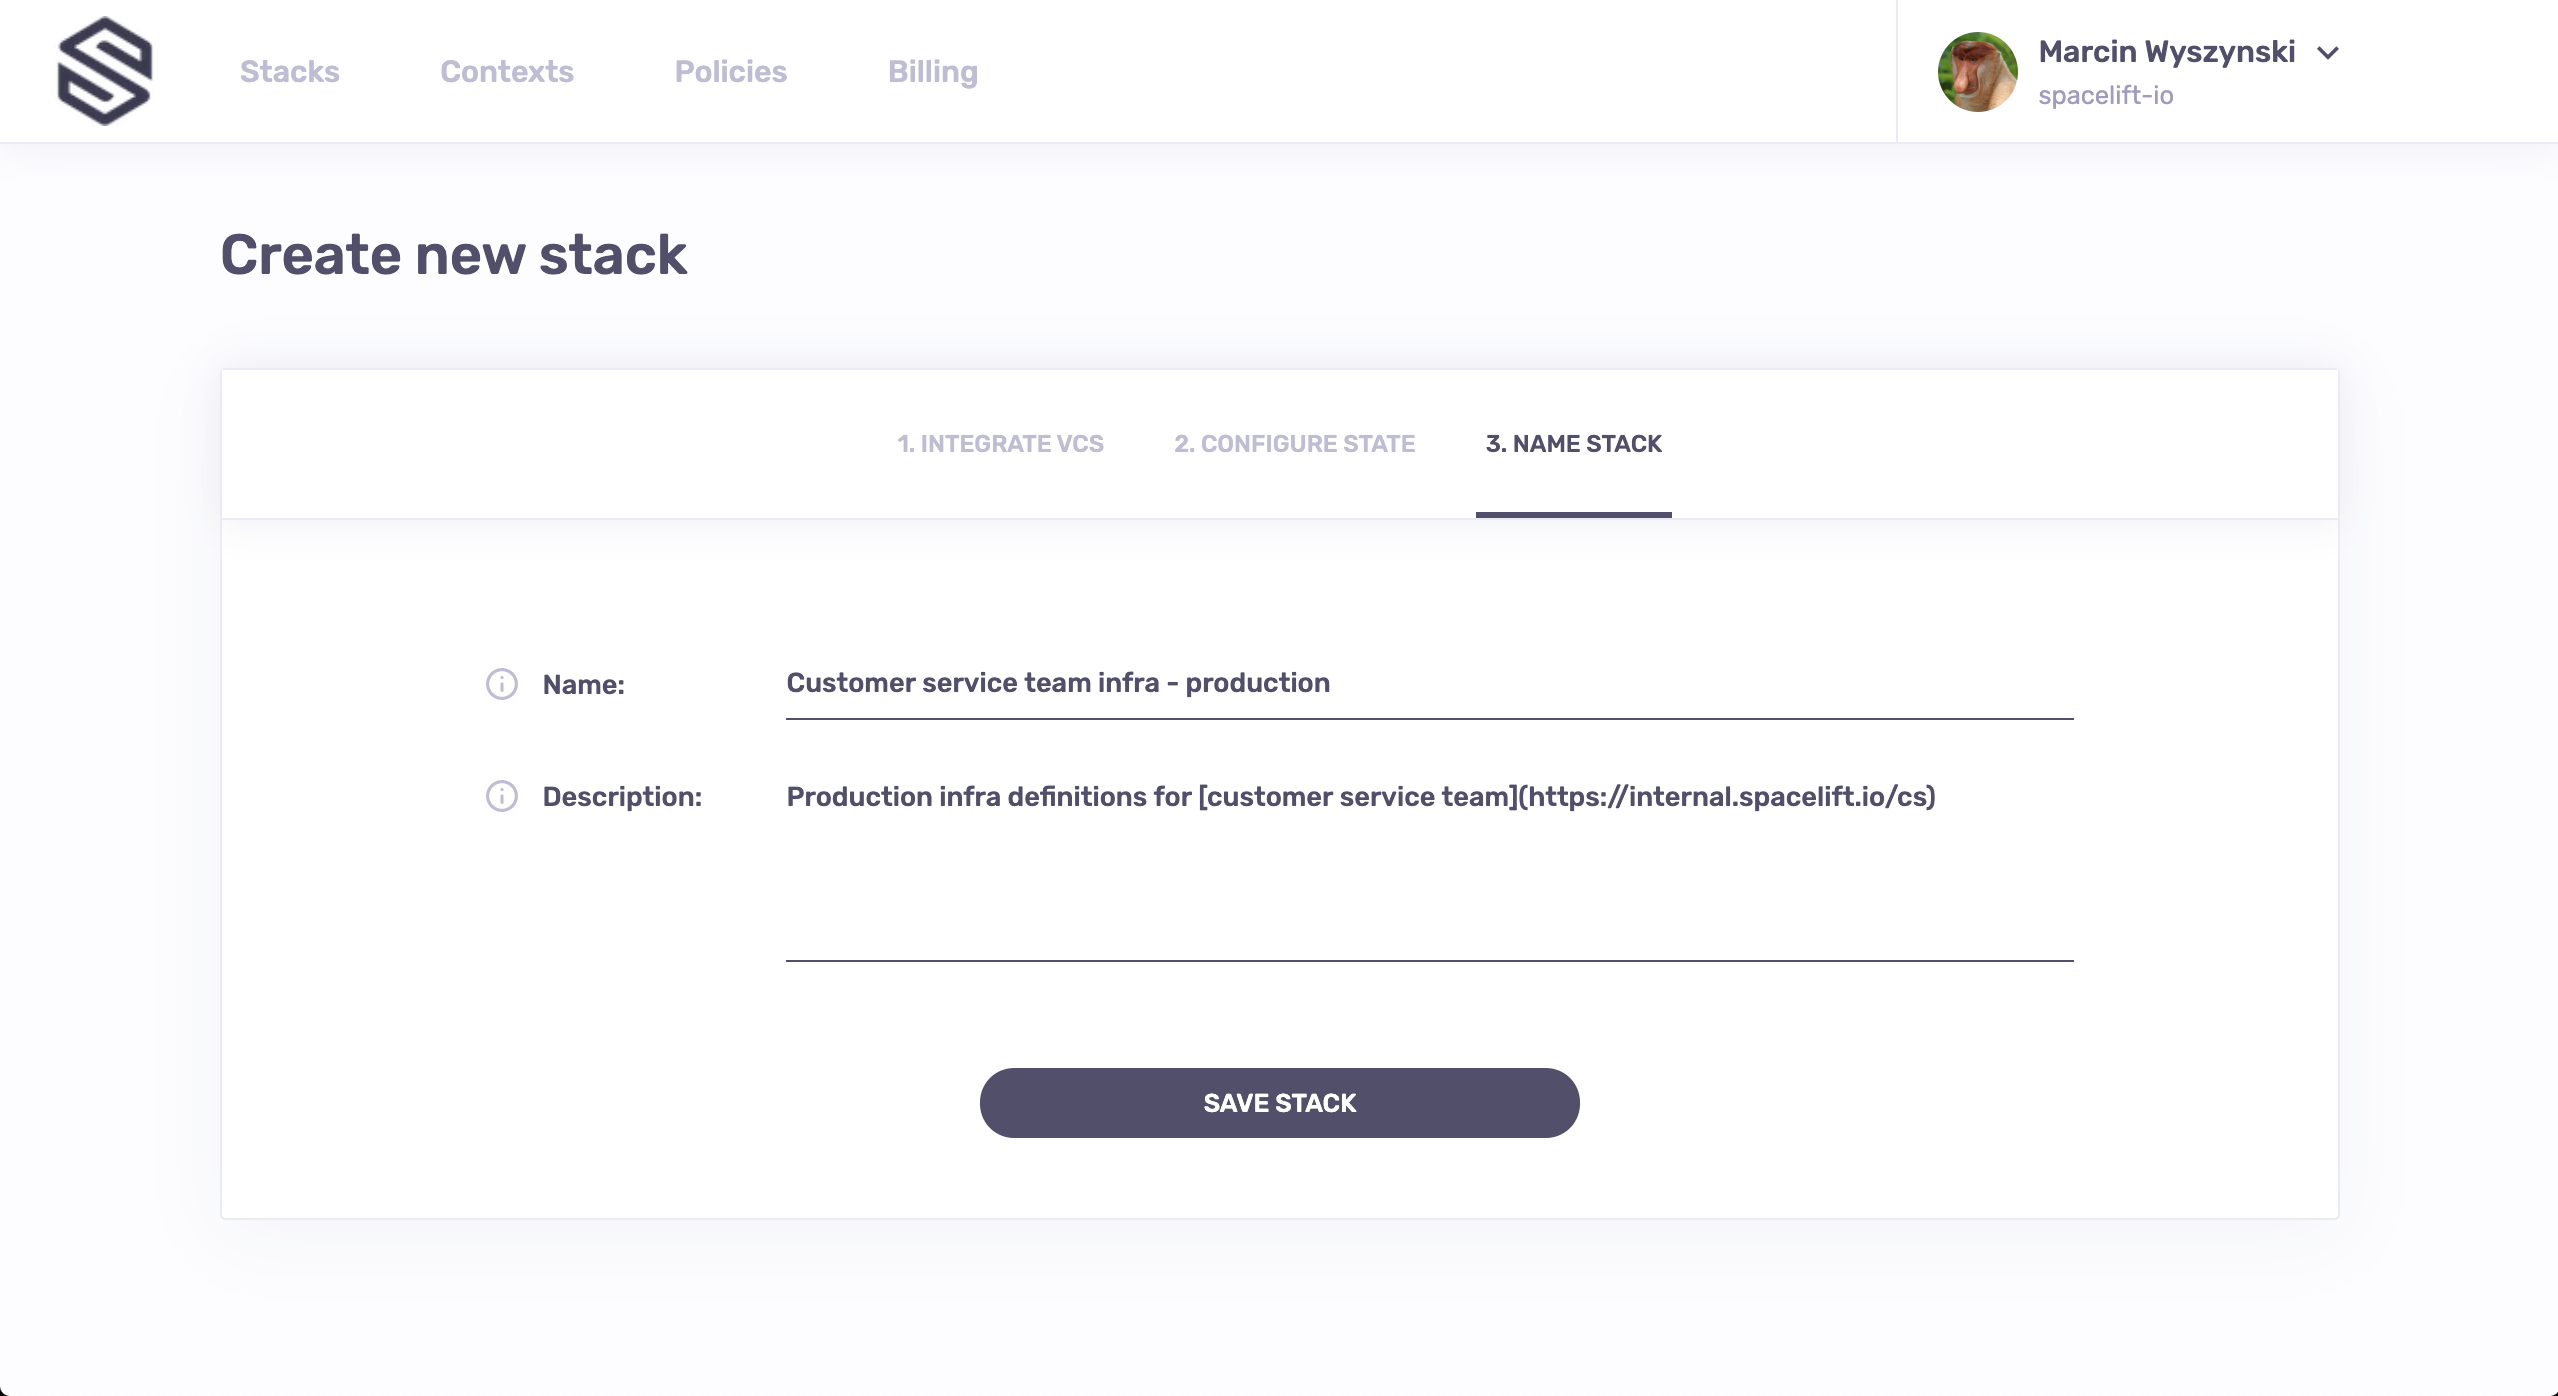 Stacks Contexts Policies Billing
Marcin Wyszynski
spacelift-io
Create new stack
1. INTEGRATE VCS 2. CONFIGURE STATE 3. NAME STACK
Name: Customer service team infra - production
Description: Production infra definitions for [customer service team](https://internal.spacelift.io/cs)
SAVE STACK